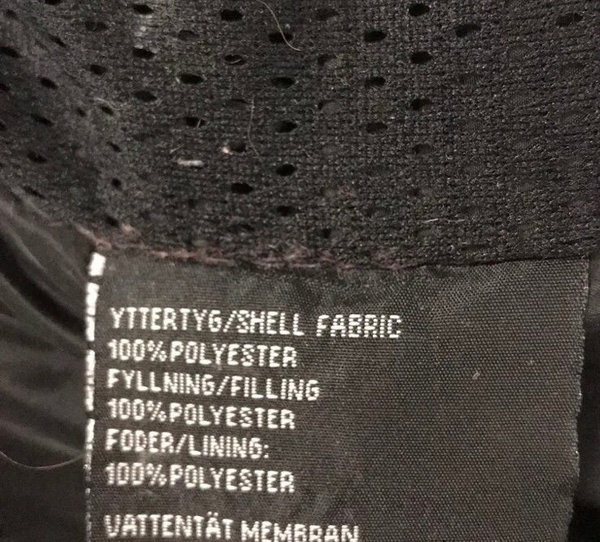 YTTERTYG/SHELL FABRIC
100%POLYESTER
FYLLNING/FILLING
100%POLYESTER
FODER/LINING:
100%POLYESTER
VATTENTÄT MEMBRAN